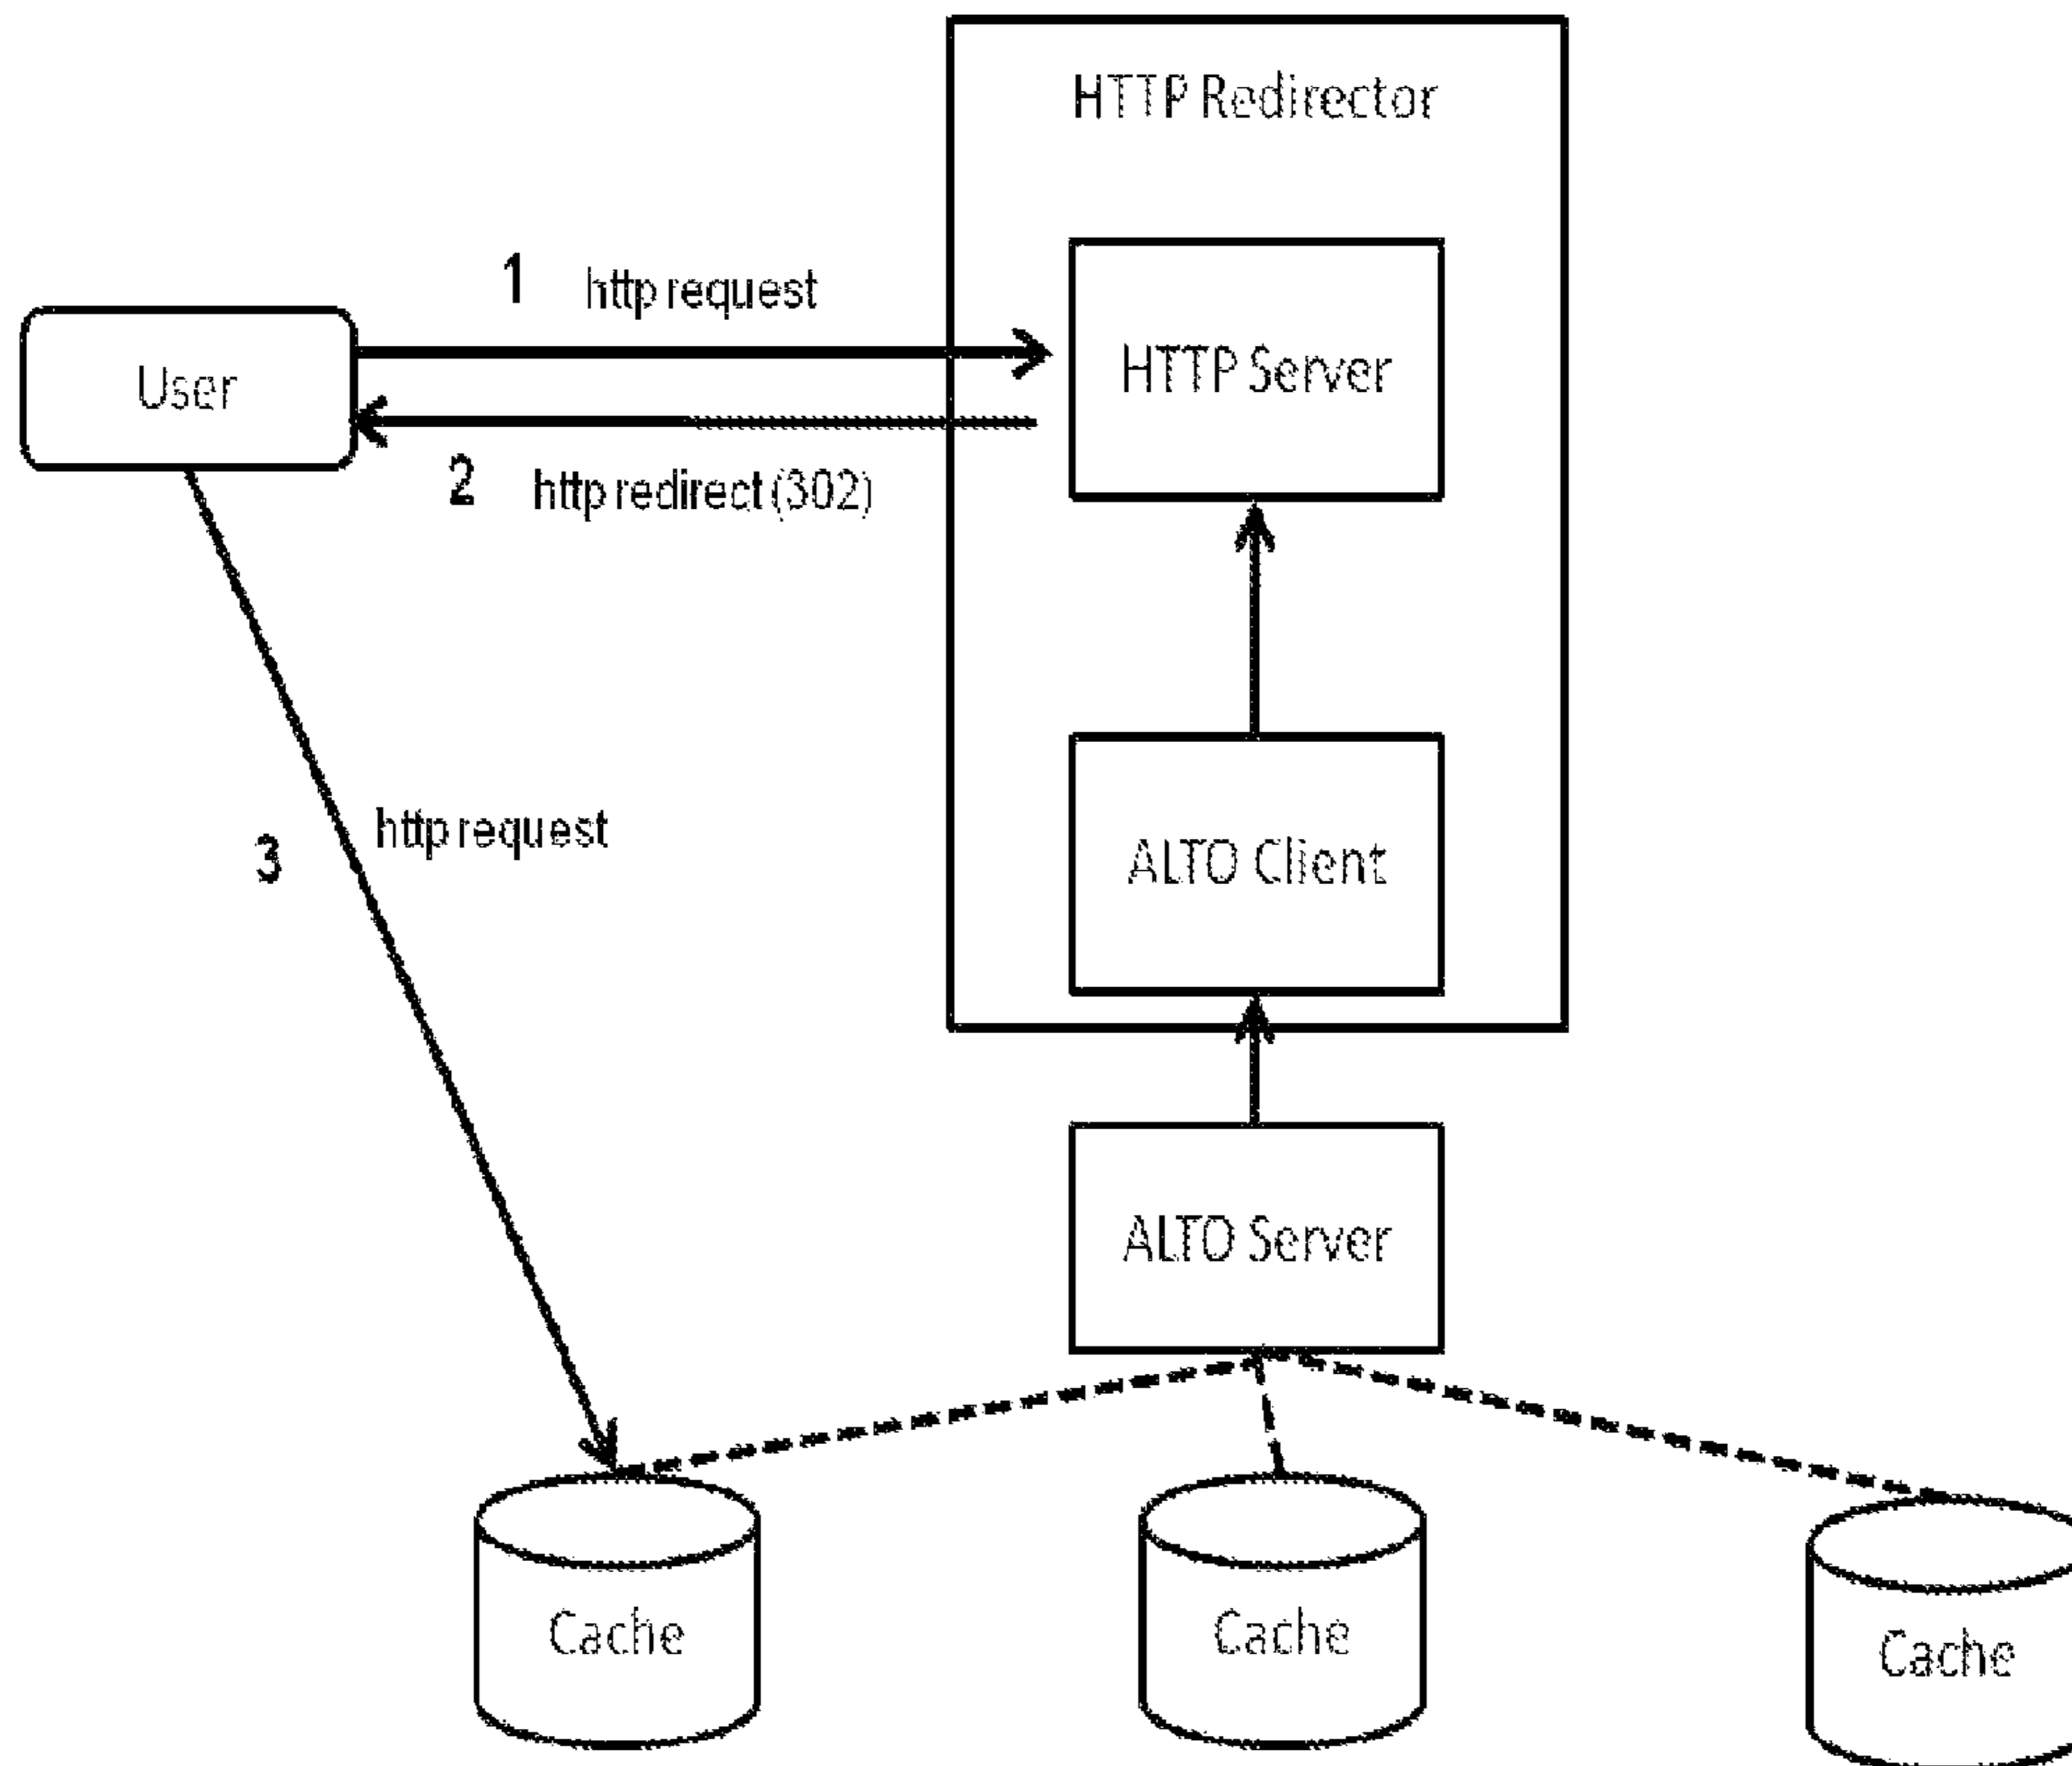 HTTP Redirector
1 http request
HTTP Server
User
2 http redirect (302)
3 http request
ALTO Client
ALTO Server
Cache
Cache
Cache